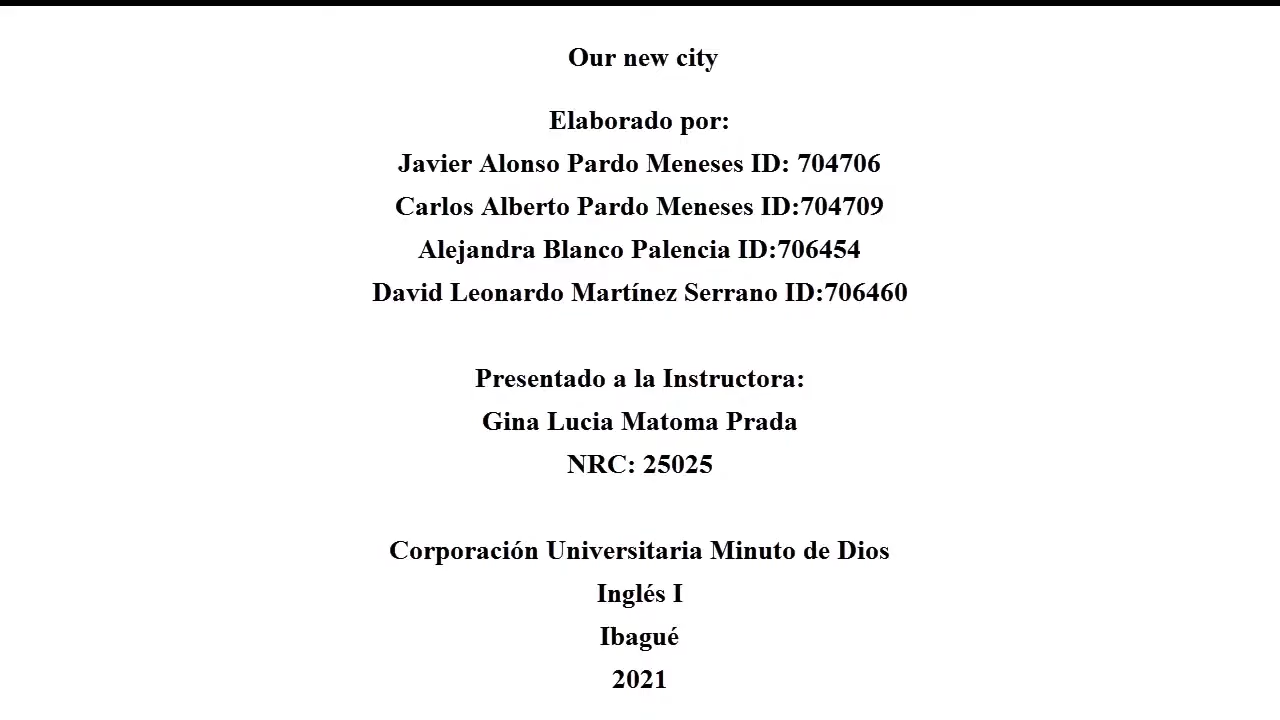 Our new city
Elaborado por:
Javier Alonso Pardo Meneses ID: 704706
Carlos Alberto Pardo Meneses ID:704709
Alejandra Blanco Palencia ID:706454
David Leonardo Martínez Serrano ID:706460
Presentado a la Instructora:
Gina Lucia Matoma Prada
NRC: 25025
Corporación Universitaria Minuto de Dios
Inglés I
Ibagué
2021